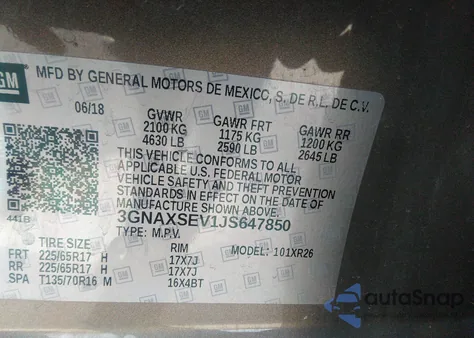 GM
MFD BY GENERAL MOTORS DE MEXICO, S. DE R.L. DE C.V.
06/18
GVWR GAWR FRT GAWR RR
2100 KG 1175 KG 1200 KG
4630 LB 2590 LB 2645 LB
THIS VEHICLE CONFORMS TO ALL
APPLICABLE U.S. FEDERAL MOTOR
VEHICLE SAFETY AND THEFT PREVENTION
STANDARDS IN EFFECT ON THE DATE OF
MANUFACTURE SHOWN ABOVE.
3GNAXSEV1JS647850
TYPE: M.P.V. MODEL: 101XR26
441B
TIRE SIZE RIM
FRT 225/65R17 H 17X7J
RR 225/65R17 H 17X7J
SPA T135/70R16 M 16X4BT
autoSnap